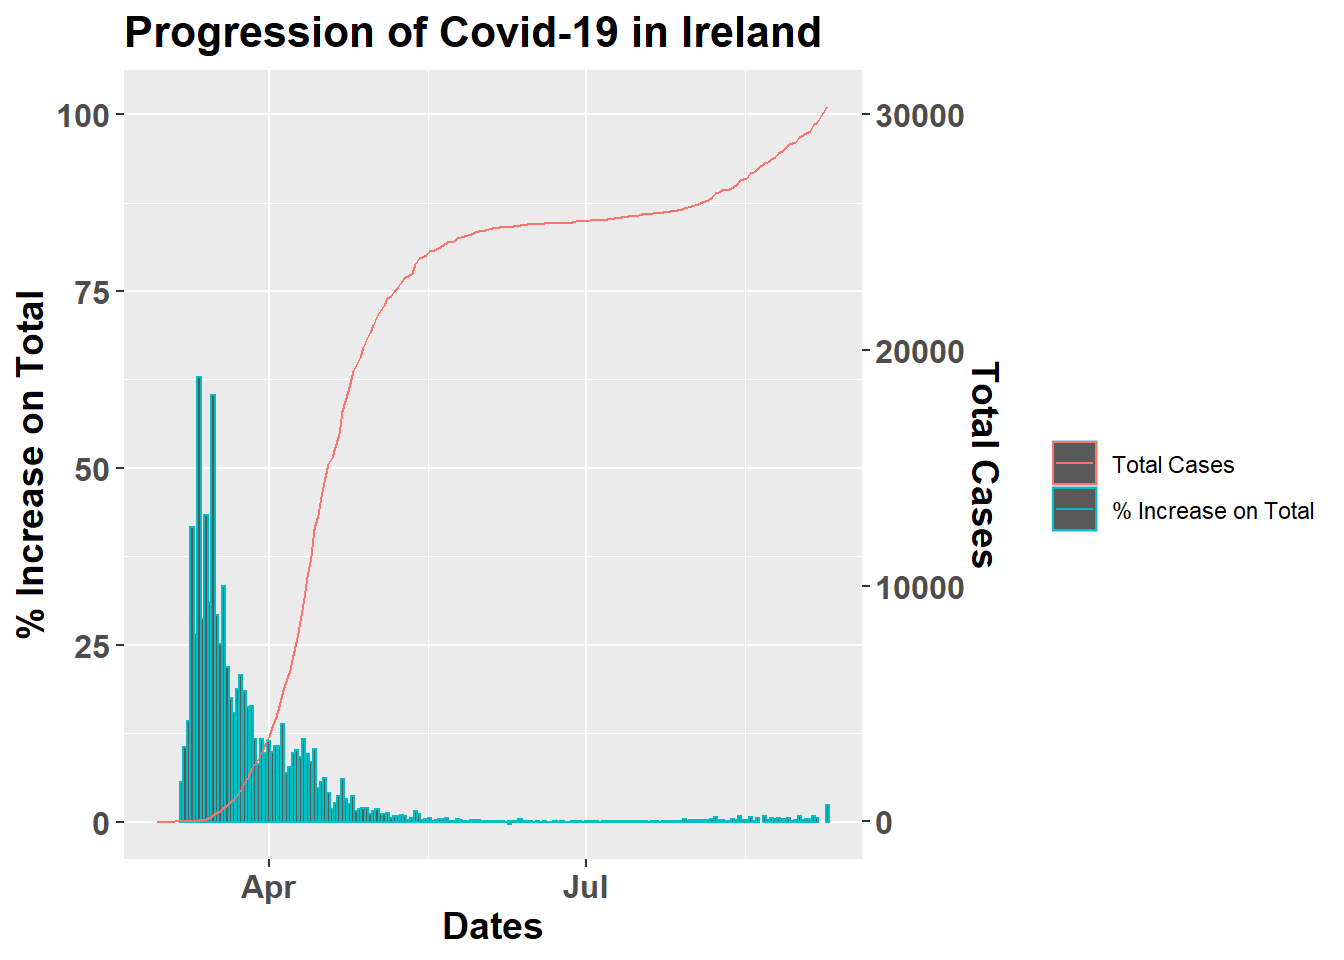 Progression of Covid-19 in Ireland
100
75
50
25
0
% Increase on Total
30000
20000
10000
0
Total Cases
Apr
Jul
Dates
Total Cases
% Increase on Total